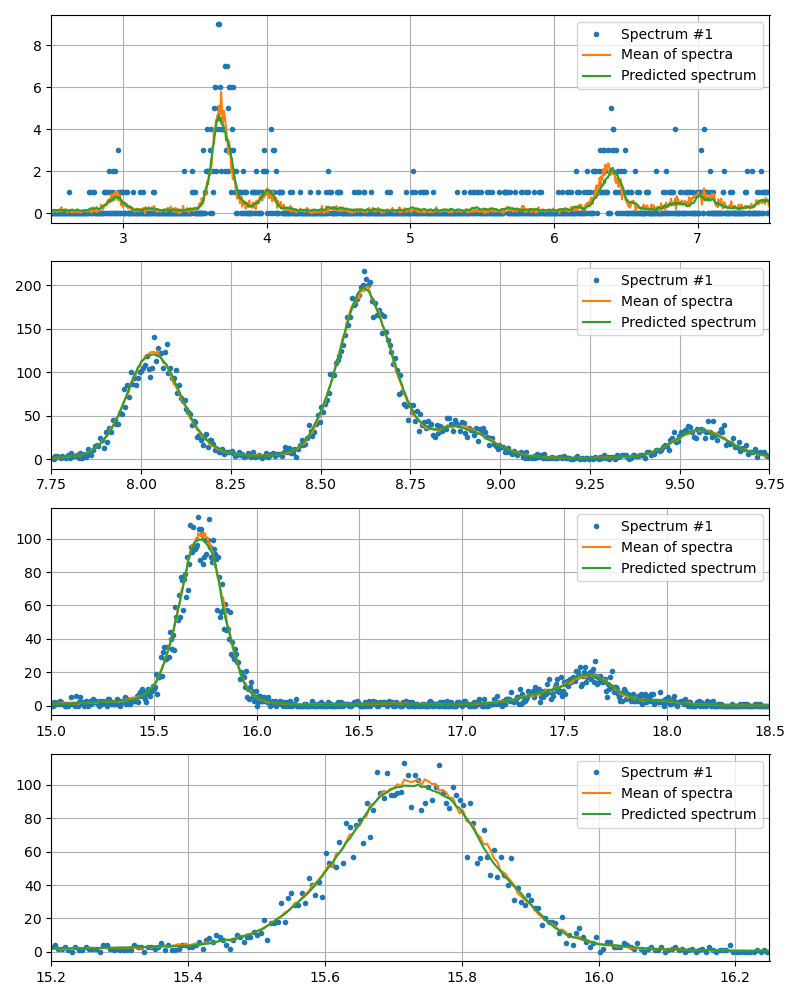 8
6
4
2
0
Spectrum #1
Mean of spectra
Predicted spectrum
3 4 5 6 7
200
150
100
50
0
Spectrum #1
Mean of spectra
Predicted spectrum
7.75 8.00 8.25 8.50 8.75 9.00 9.25 9.50 9.75
100
80
60
40
20
0
Spectrum #1
Mean of spectra
Predicted spectrum
15.0 15.5 16.0 16.5 17.0 17.5 18.0 18.5
100
80
60
40
20
0
Spectrum #1
Mean of spectra
Predicted spectrum
15.2 15.4 15.6 15.8 16.0 16.2